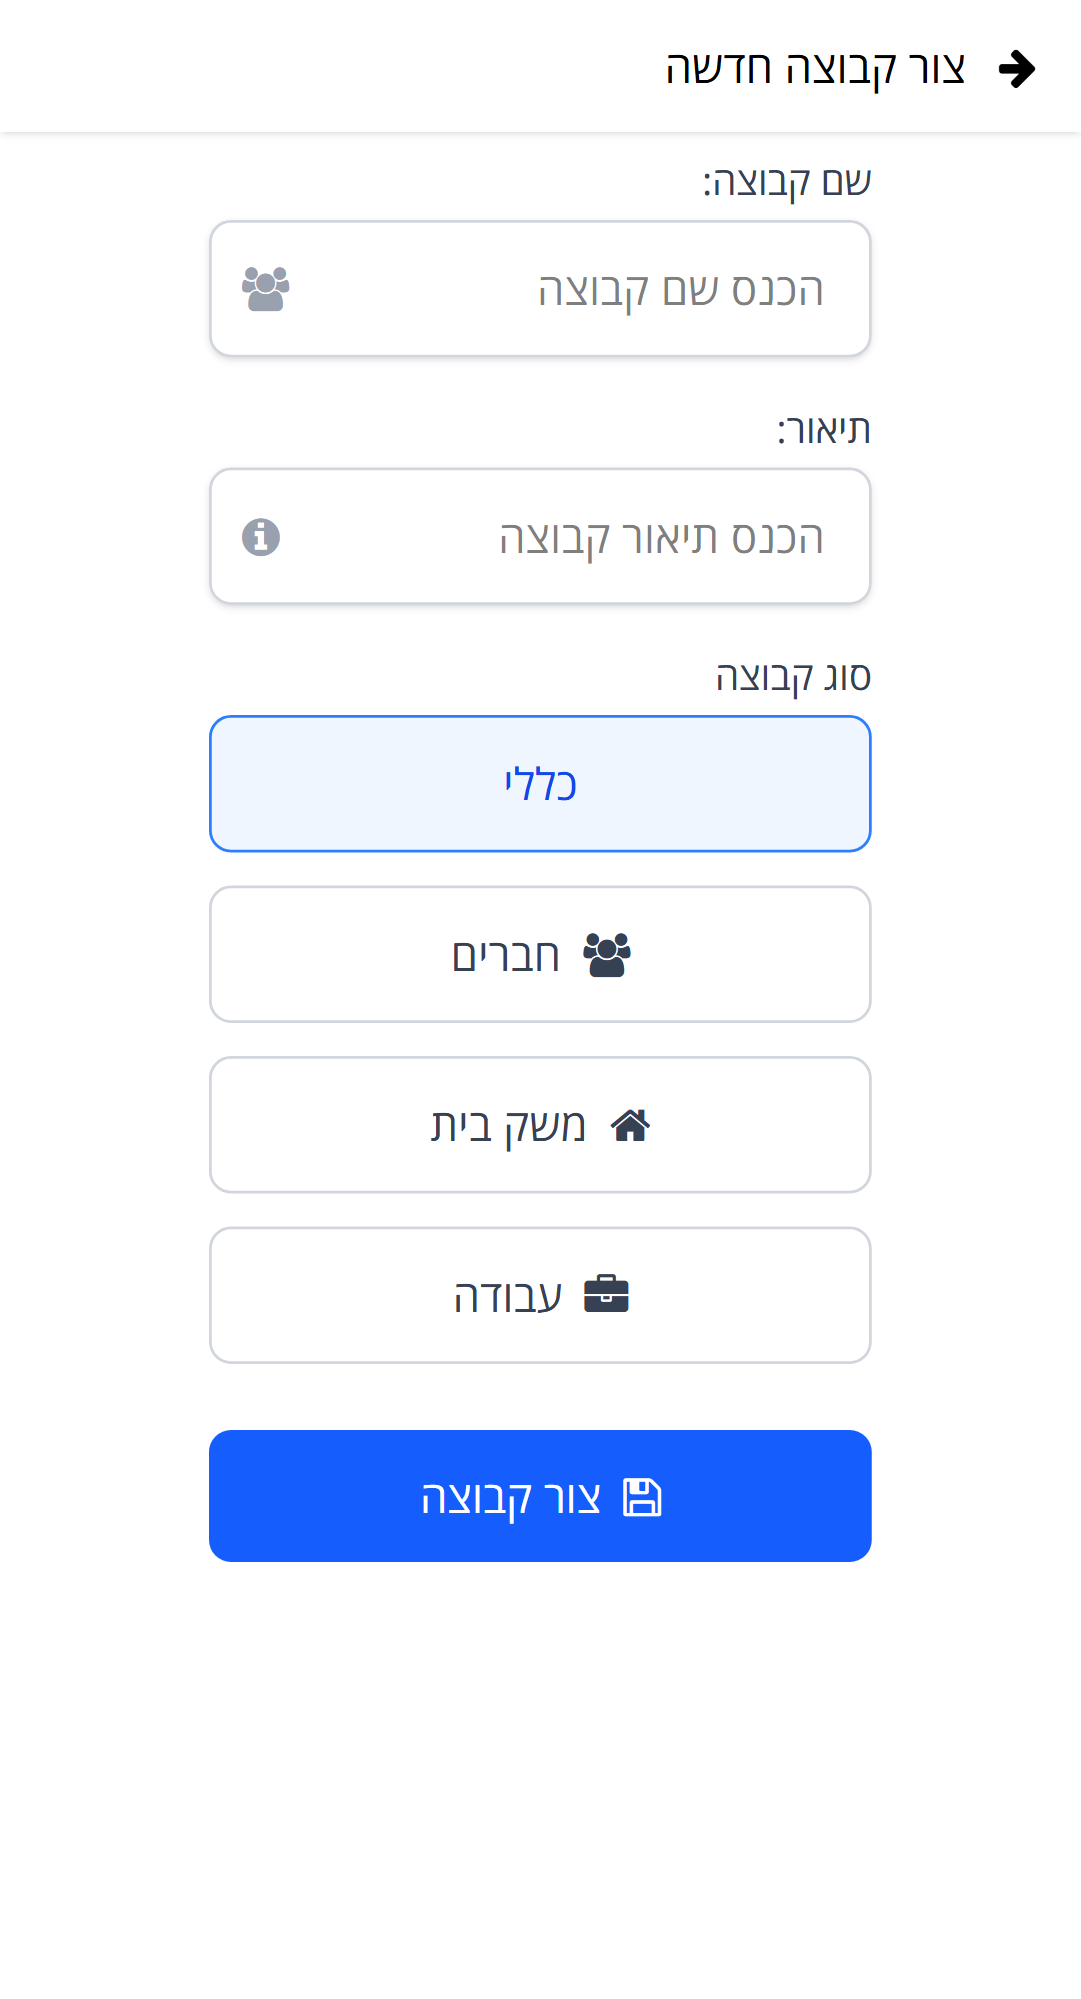 צור קבוצה חדשה
שם קבוצה:
הכנס שם קבוצה
תיאור:
הכנס תיאור קבוצה
סוג קבוצה
כללי
חברים
משק בית
עבודה
צור קבוצה